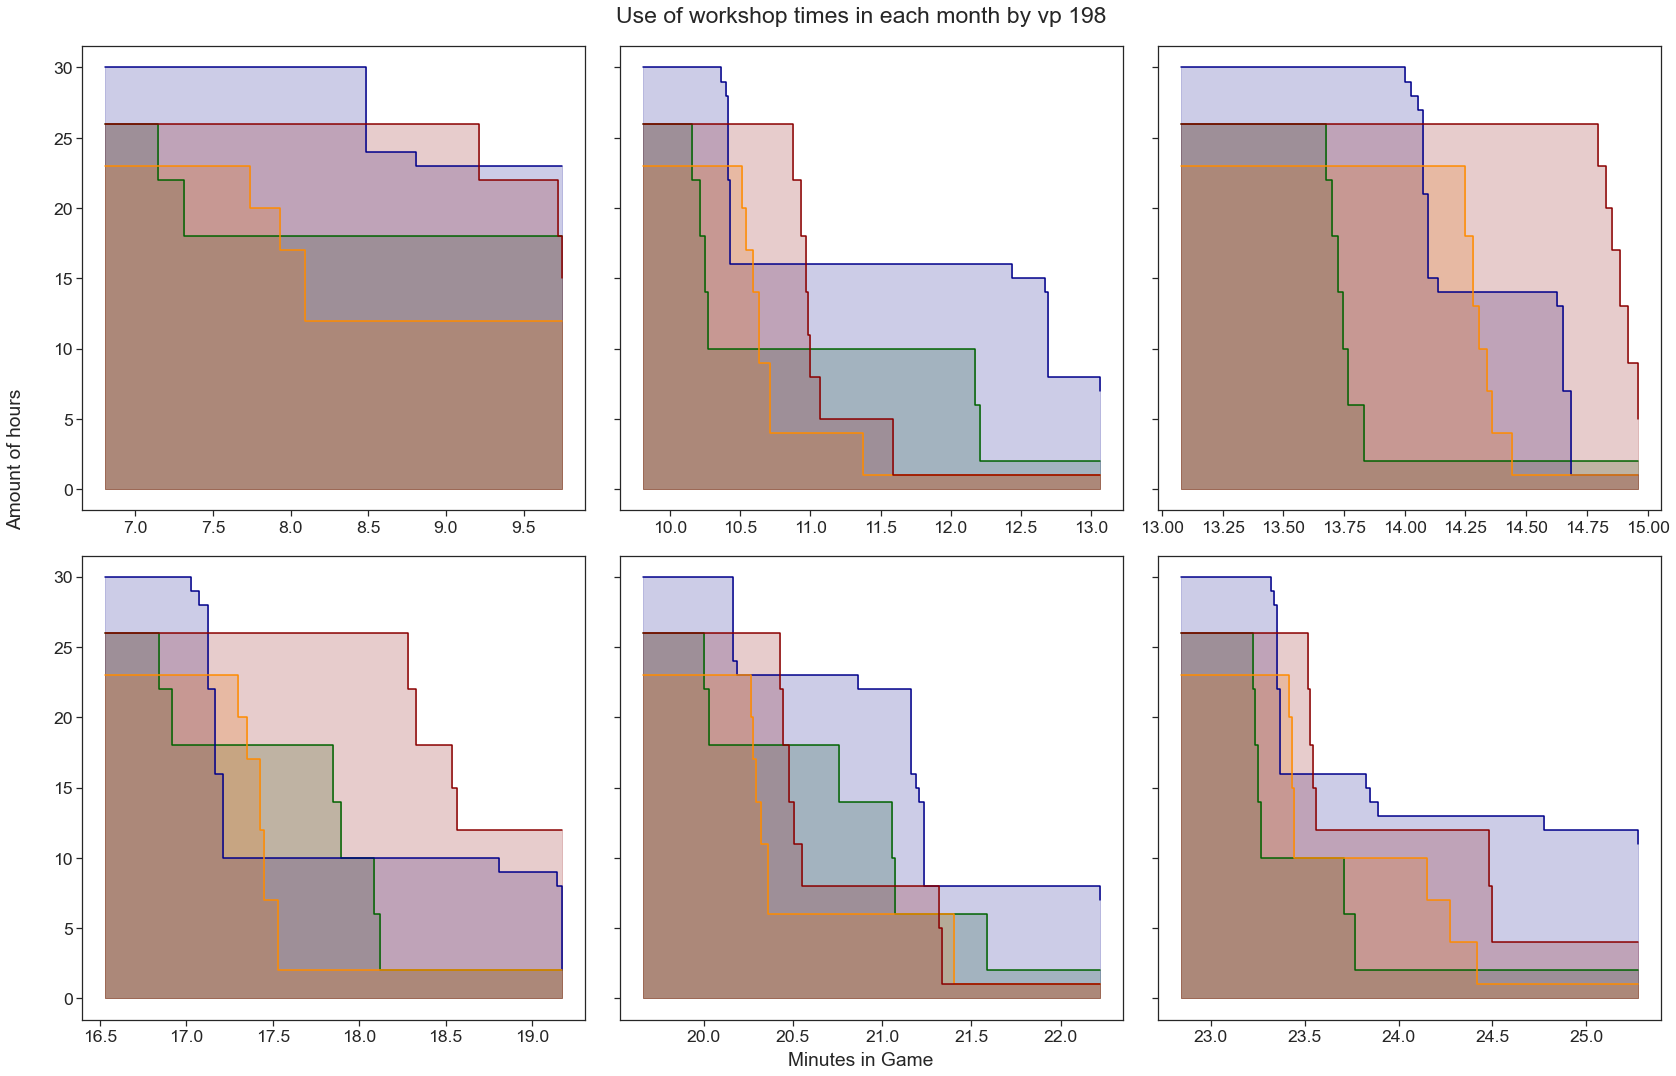 Use of workshop times in each month by vp 198
30
25
20
15
10
5
0
7.0 7.5 8.0 8.5 9.0 9.5
10.0 10.5 11.0 11.5 12.0 12.5 13.0
13.00 13.25 13.50 13.75 14.00 14.25 14.50 14.75 15.00
Amount of hours
30
25
20
15
10
5
0
16.5 17.0 17.5 18.0 18.5 19.0
20.0 20.5 21.0 21.5 22.0
23.0 23.5 24.0 24.5 25.0
Minutes in Game